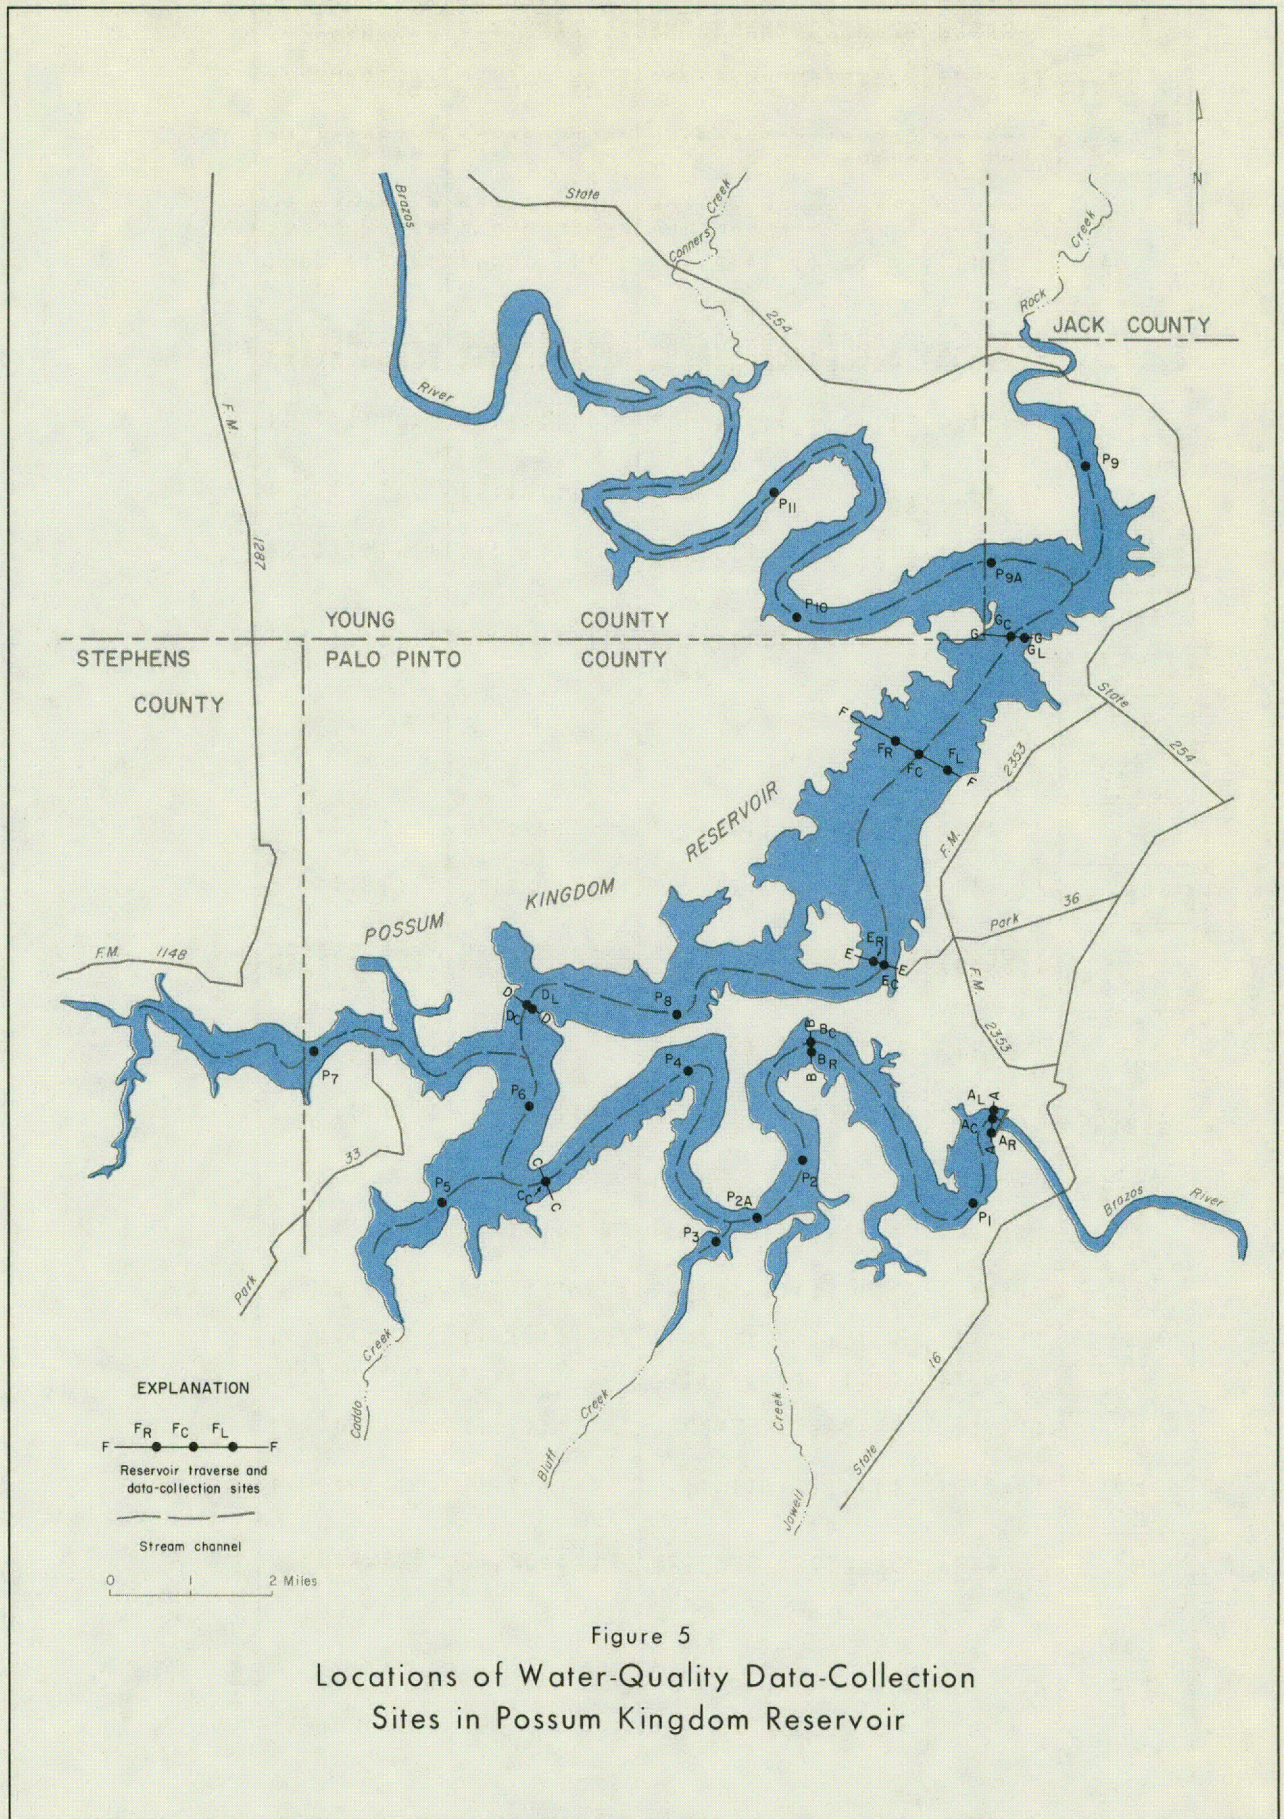 N
Brazos
River
State
254
Conners
Creek
Rock
Creek
JACK COUNTY
F.M.
1287
P9
P11
P9A
P10
YOUNG COUNTY
STEPHENS
COUNTY
PALO PINTO COUNTY
G
GC
G
GL
State
254
F
FR
FC
FL
F
2353
F.M.
POSSUM
KINGDOM
RESERVOIR
Park
36
F.M.
2353
F.M. 1148
E
ER
EC
E
D
DL
DC
D
P8
P7
P6
P4
B
BC
BR
B
AL
A
AC
AR
A
33
Park
P5
C
CC
C
P2
P2A
P3
P1
Brazos
River
Caddo
Creek
Bluff
Creek
Jowell
Creek
State
16
EXPLANATION
FR FC FL
F F
Reservoir traverse and
data-collection sites
Stream channel
0 1 2 Miles
Figure 5
Locations of Water-Quality Data-Collection
Sites in Possum Kingdom Reservoir